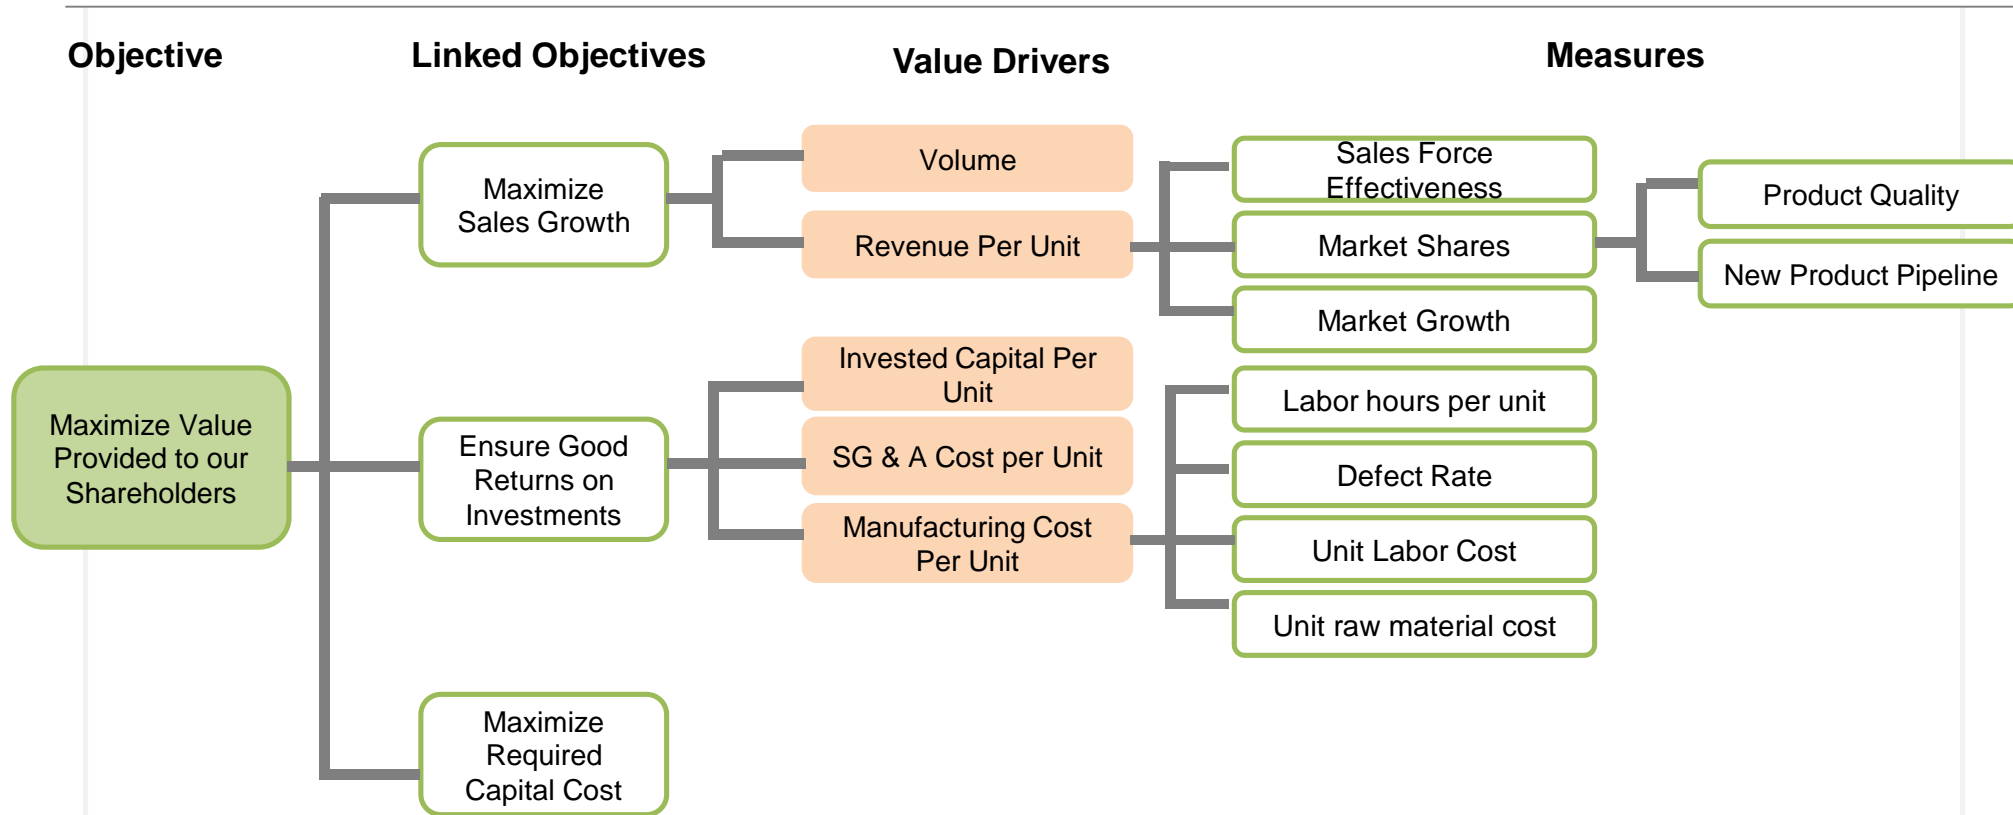 Objective
Linked Objectives
Value Drivers
Measures
Maximize Value
Provided to our
Shareholders
Maximize
Sales Growth
Ensure Good
Returns on
Investments
Maximize
Required
Capital Cost
Volume
Revenue Per Unit
Invested Capital Per
Unit
SG & A Cost per Unit
Manufacturing Cost
Per Unit
Sales Force
Effectiveness
Market Shares
Market Growth
Labor hours per unit
Defect Rate
Unit Labor Cost
Unit raw material cost
Product Quality
New Product Pipeline